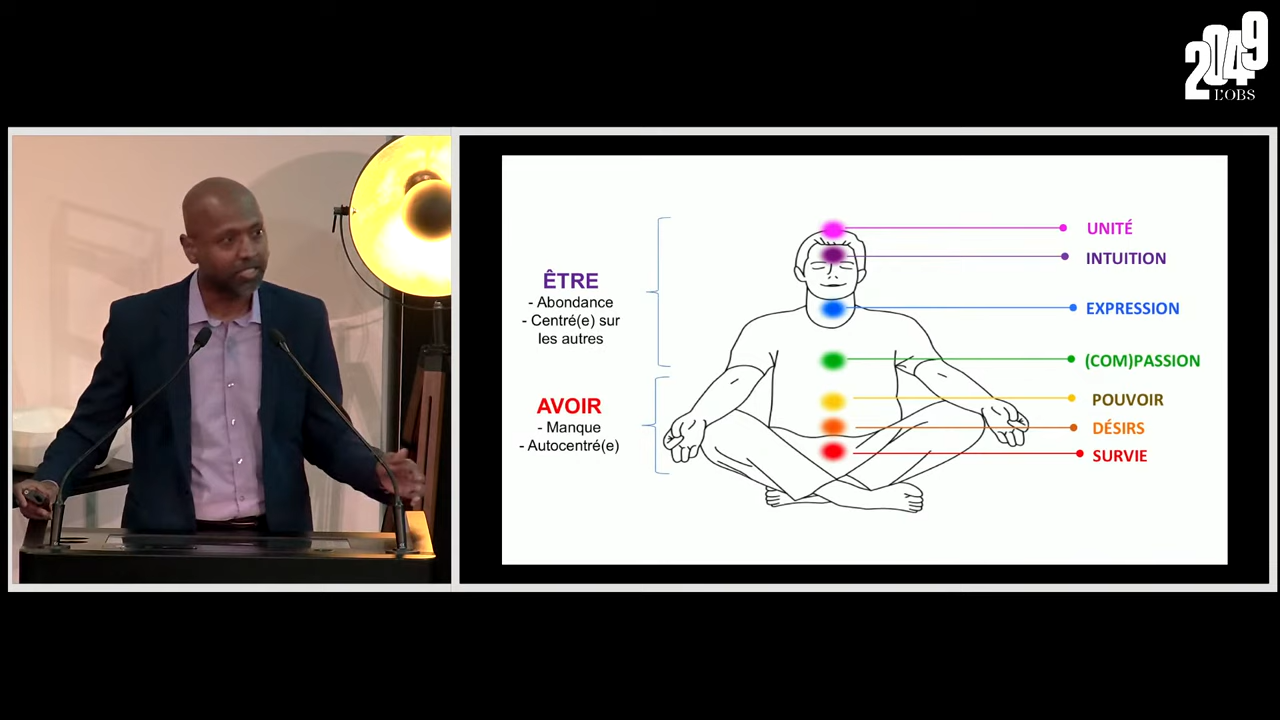 2049
L'OBS
ÊTRE
- Abondance
- Centré(e) sur
les autres
AVOIR
- Manque
- Autocentré(e)
UNITÉ
INTUITION
EXPRESSION
(COM)PASSION
POUVOIR
DÉSIRS
SURVIE